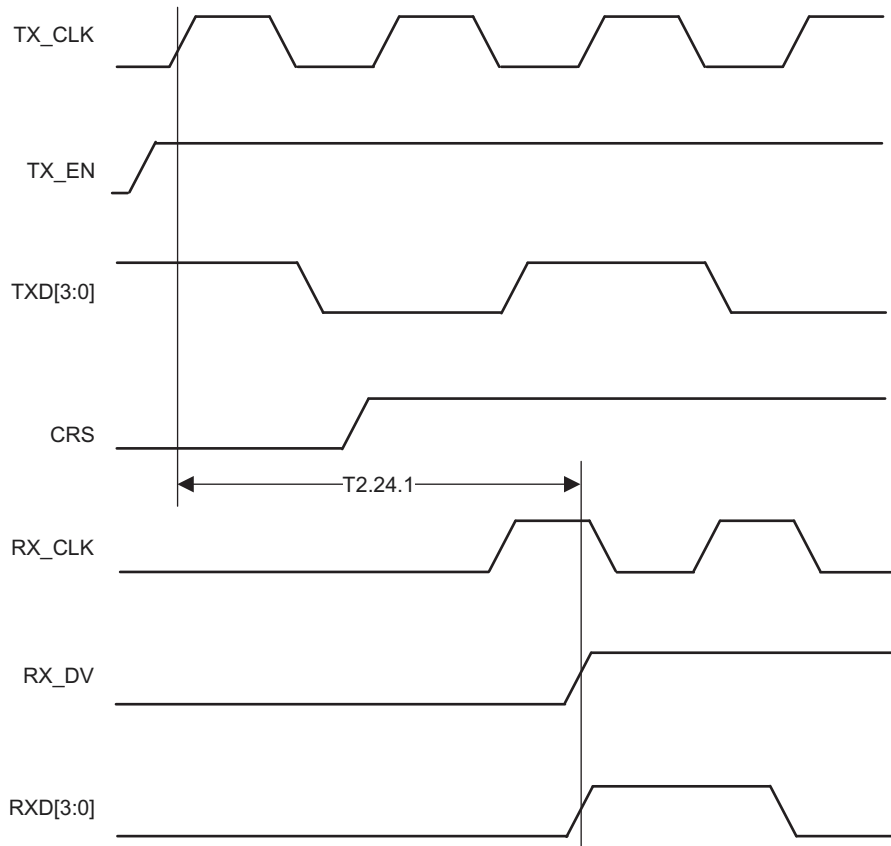 TX_CLK
TX_EN
TXD[3:0]
CRS
T2.24.1
RX_CLK
RX_DV
RXD[3:0]